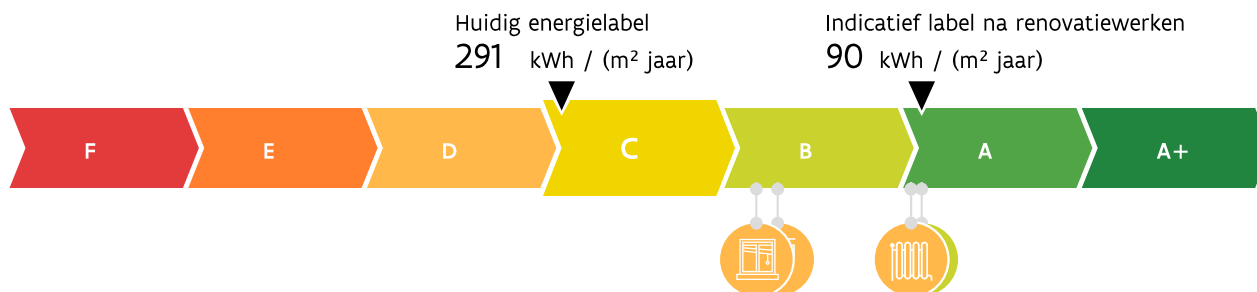 Huidig energielabel
291 kWh / (m² jaar)
Indicatief label na renovatiewerken
90 kWh / (m² jaar)
F E D C B A A+